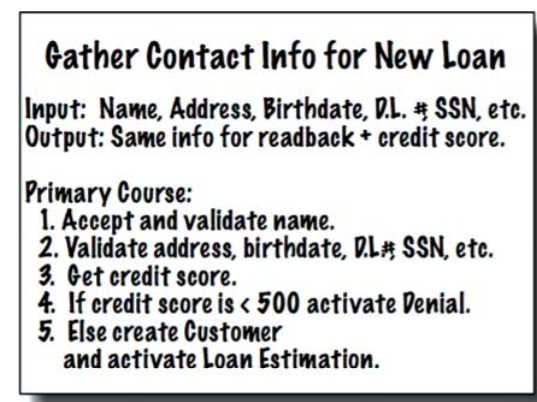 Gather Contact Info for New Loan
Input: Name, Address, Birthdate, D.L. #, SSN, etc.
Output: Same info for readback + credit score.
Primary Course:
1. Accept and validate name.
2. Validate address, birthdate, D.L.#, SSN, etc.
3. Get credit score.
4. If credit score is < 500 activate Denial.
5. Else create Customer
and activate Loan Estimation.